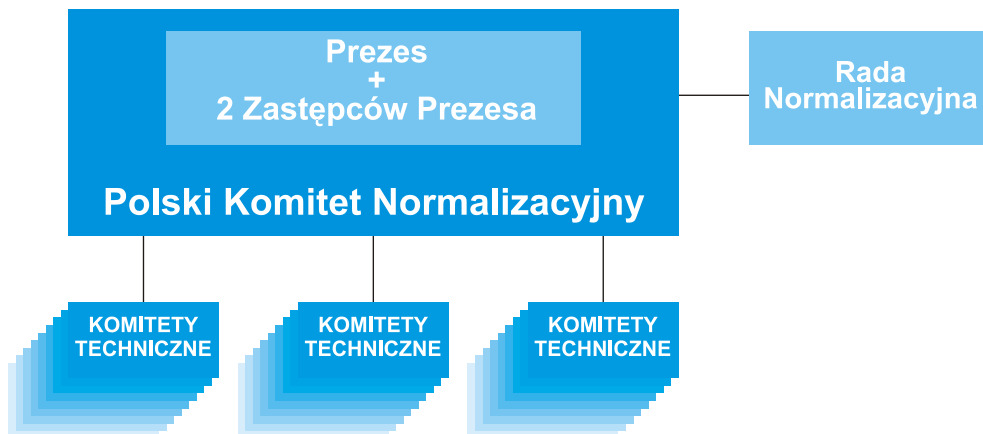 Prezes
+
2 Zastępców Prezesa
Polski Komitet Normalizacyjny
Rada
Normalizacyjna
KOMITETY
TECHNICZNE
KOMITETY
TECHNICZNE
KOMITETY
TECHNICZNE